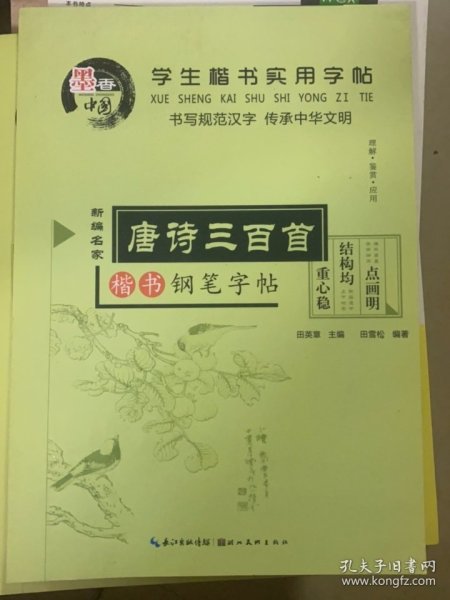 本书特点
墨香
中国
学生楷书实用字帖
XUE SHENG KAI SHU SHI YONG ZI TIE
书写规范汉字 传承中华文明
理解·鉴赏·应用
新编名家
唐诗三百首
楷书钢笔字帖
点画明
结构均
重心稳
田英章 主编 田雪松 编著
长江出版传媒 湖北美术出版社
孔夫子旧书网
www.kongfz.com